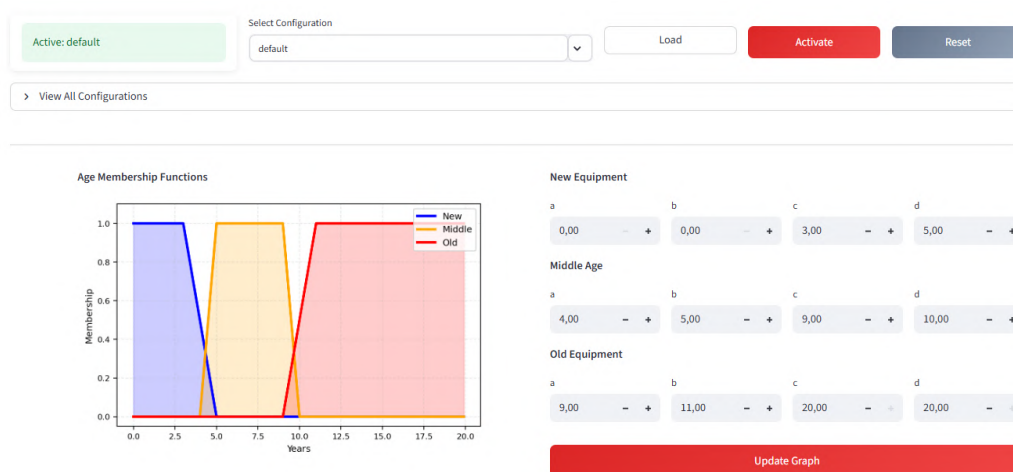 Select Configuration
Active: default
default
Load
Activate
Reset
View All Configurations
Age Membership Functions
New
Middle
Old
1.0
0.8
0.6
0.4
0.2
0.0
Membership
0.0 2.5 5.0 7.5 10.0 12.5 15.0 17.5 20.0
Years
New Equipment
a b c d
0,00 - + 0,00 - + 3,00 - + 5,00 - +
Middle Age
a b c d
4,00 - + 5,00 - + 9,00 - + 10,00 - +
Old Equipment
a b c d
9,00 - + 11,00 - + 20,00 - + 20,00 - +
Update Graph